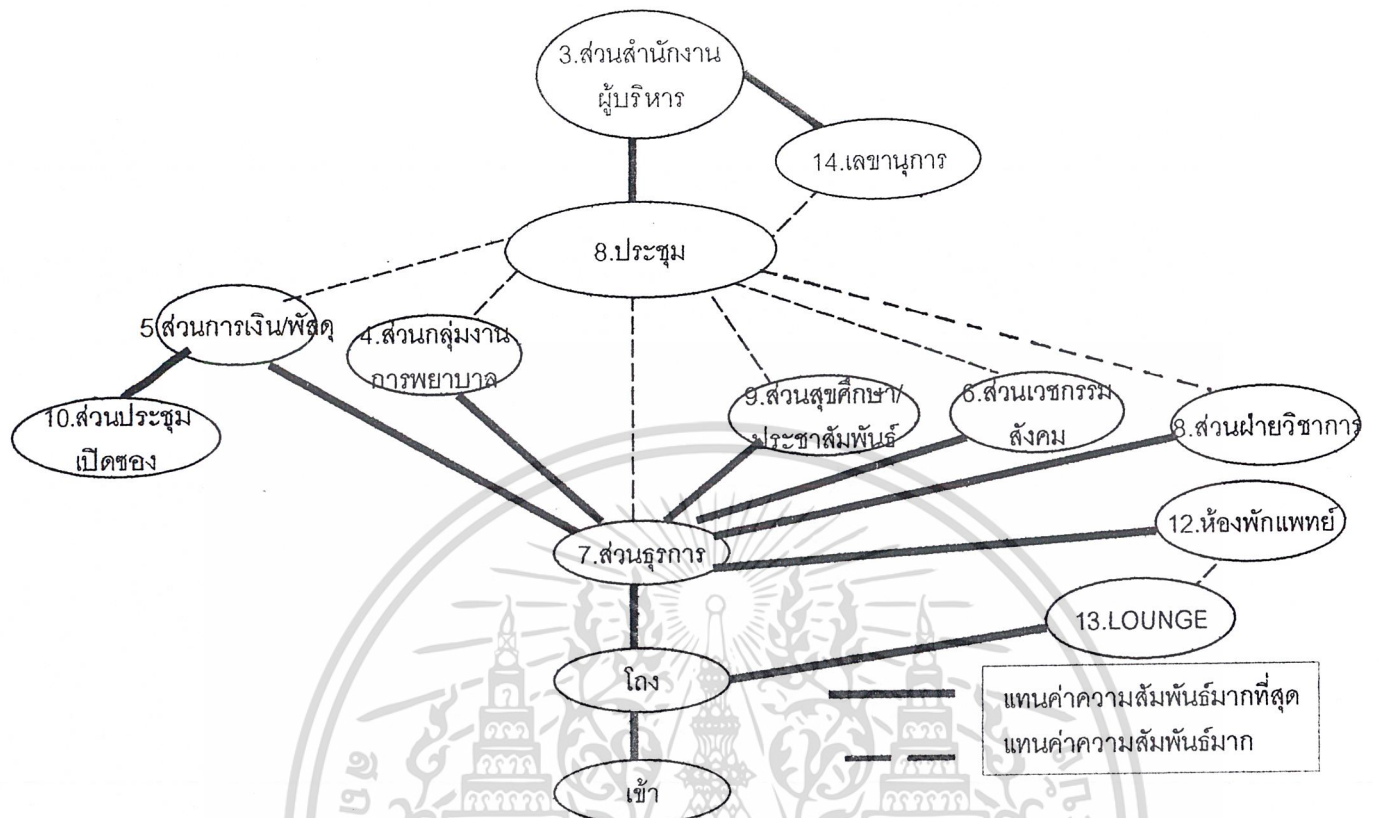 3.ส่วนสำนักงาน
ผู้บริหาร
14.เลขานุการ
8.ประชุม
5.ส่วนการเงิน/พัสดุ
4.ส่วนกลุ่มงาน
การพยาบาล
9.ส่วนสุขศึกษา/
ประชาสัมพันธ์
6.ส่วนเวชกรรม
สังคม
8.ส่วนฝ่ายวิชาการ
10.ส่วนประชุม
เปิดซอง
12.ห้องพักแพทย์
7.ส่วนธุรการ
13.LOUNGE
โถง
แทนค่าความสัมพันธ์มากที่สุด
แทนค่าความสัมพันธ์มาก
เข้า